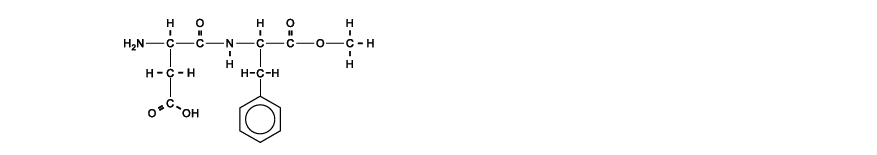 H O H O H
H₂N C C N C C O C H
H H
H C H H C H
C
O OH